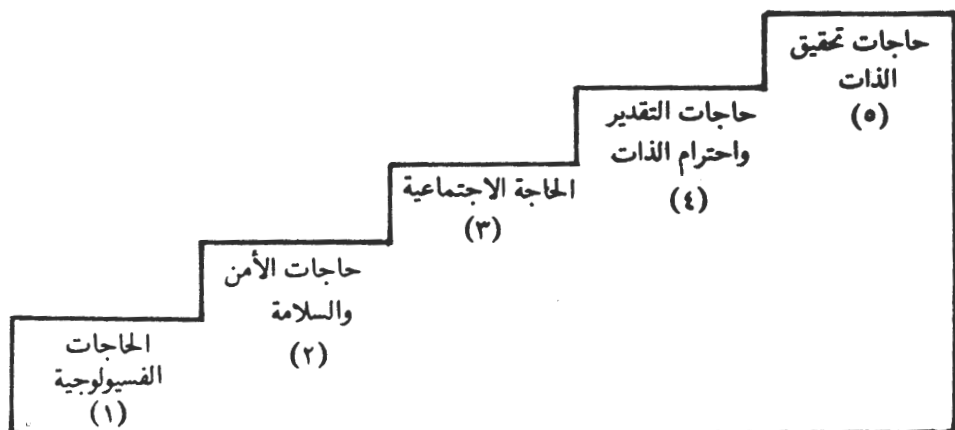 حاجات تحقيق
الذات
(٥)
حاجات التقدير
واحترام الذات
(٤)
الحاجة الاجتماعية
(٣)
حاجات الأمن
والسلامة
(٢)
الحاجات
الفسيولوجية
(١)